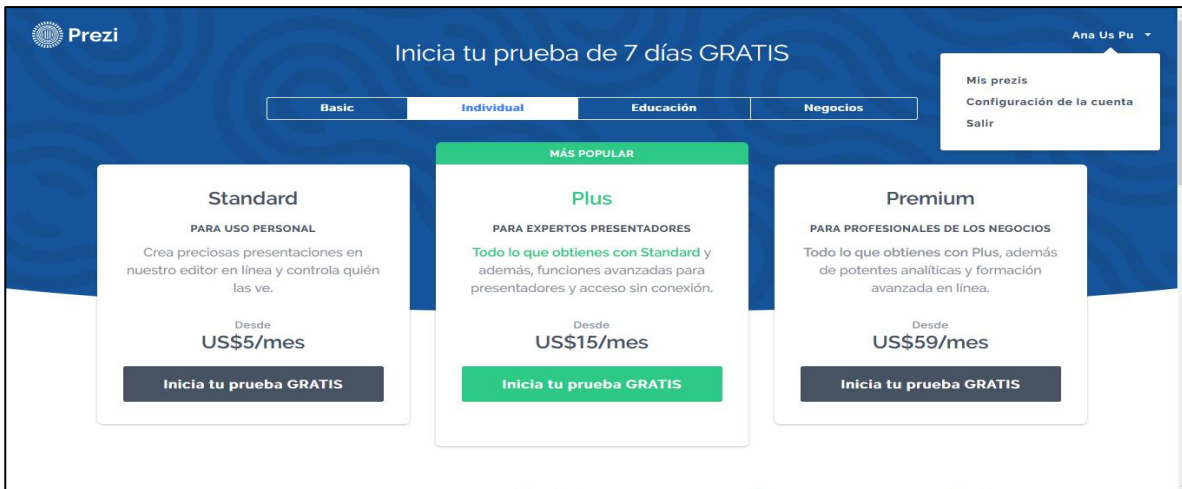 Prezi
Ana Us Pu
Inicia tu prueba de 7 días GRATIS
Mis prezis
Configuración de la cuenta
Salir
Basic
Individual
Educación
Negocios
Standard
PARA USO PERSONAL
Crea preciosas presentaciones en
nuestro editor en línea y controla quién
las ve.
Desde
US$5/mes
Inicia tu prueba GRATIS
MÁS POPULAR
Plus
PARA EXPERTOS PRESENTADORES
Todo lo que obtienes con Standard y
además, funciones avanzadas para
presentadores y acceso sin conexión.
Desde
US$15/mes
Inicia tu prueba GRATIS
Premium
PARA PROFESIONALES DE LOS NEGOCIOS
Todo lo que obtienes con Plus, además
de potentes analíticas y formación
avanzada en línea.
Desde
US$59/mes
Inicia tu prueba GRATIS